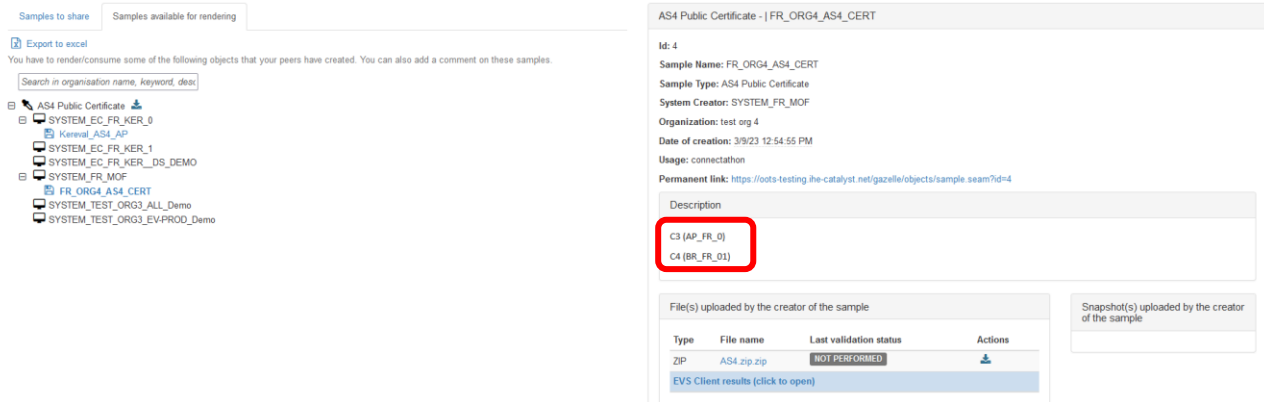 Samples to share
Samples available for rendering
Export to excel
You have to render/consume some of the following objects that your peers have created. You can also add a comment on these samples.
Search in organisation name, keyword, desc
AS4 Public Certificate
SYSTEM_EC_FR_KER_0
Kereval_AS4_AP
SYSTEM_EC_FR_KER_1
SYSTEM_EC_FR_KER__DS_DEMO
SYSTEM_FR_MOF
FR_ORG4_AS4_CERT
SYSTEM_TEST_ORG3_ALL_Demo
SYSTEM_TEST_ORG3_EV-PROD_Demo
AS4 Public Certificate - | FR_ORG4_AS4_CERT
Id: 4
Sample Name: FR_ORG4_AS4_CERT
Sample Type: AS4 Public Certificate
System Creator: SYSTEM_FR_MOF
Organization: test org 4
Date of creation: 3/9/23 12:54:55 PM
Usage: connectathon
Permanent link: https://oots-testing.ihe-catalyst.net/gazelle/objects/sample.seam?id=4
Description
C3 (AP_FR_0)
C4 (BR_FR_01)
File(s) uploaded by the creator of the sample
Type File name Last validation status Actions
ZIP AS4.zip.zip NOT PERFORMED
EVS Client results (click to open)
Snapshot(s) uploaded by the creator
of the sample